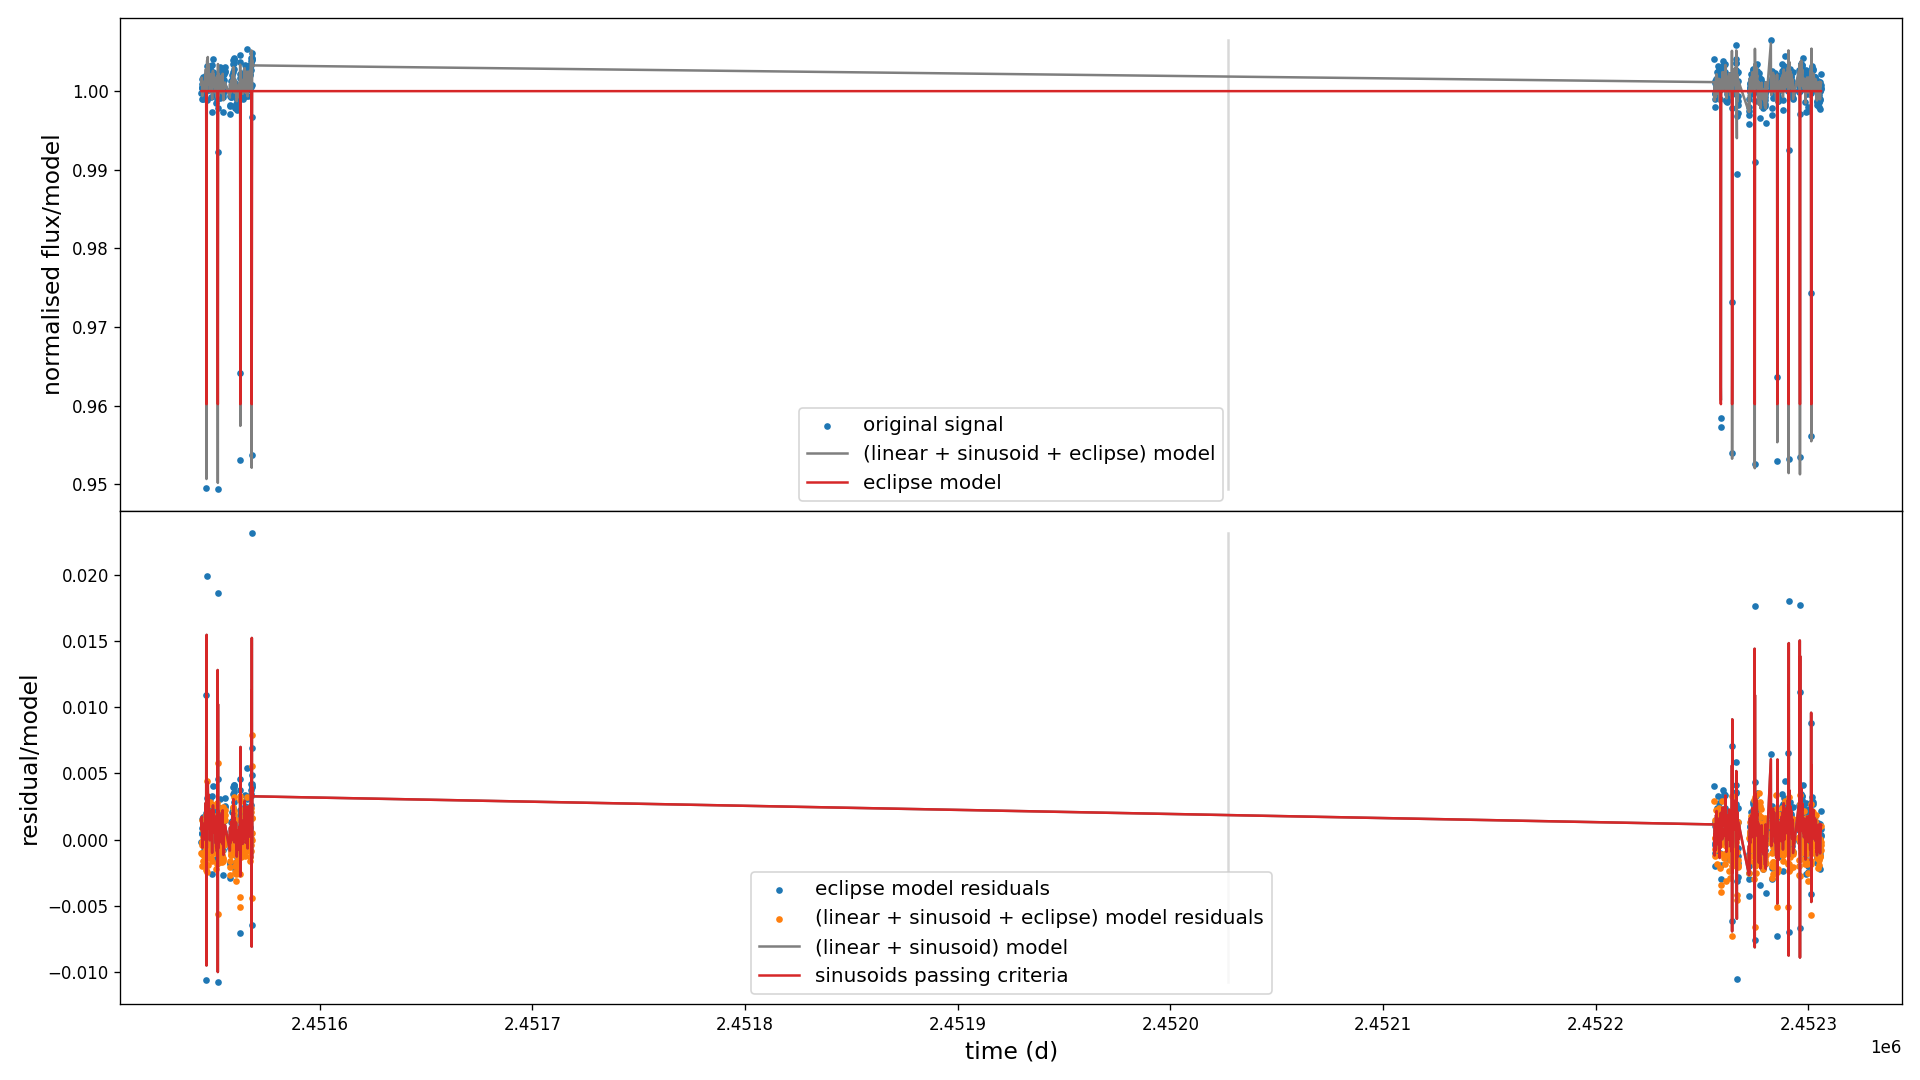 normalised flux/model
1.00
0.99
0.98
0.97
0.96
0.95
original signal
(linear + sinusoid + eclipse) model
eclipse model
residual/model
0.020
0.015
0.010
0.005
0.000
−0.005
−0.010
eclipse model residuals
(linear + sinusoid + eclipse) model residuals
(linear + sinusoid) model
sinusoids passing criteria
2.4516 2.4517 2.4518 2.4519 2.4520 2.4521 2.4522 2.4523
time (d)
1e6